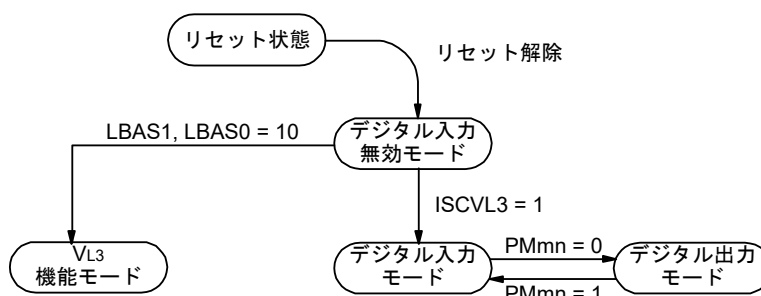 リセット状態
リセット解除
LBAS1, LBAS0 = 10
デジタル入力
無効モード
ISCVL3 = 1
VL3
機能モード
デジタル入力
モード
PMmn = 0
PMmn = 1
デジタル出力
モード